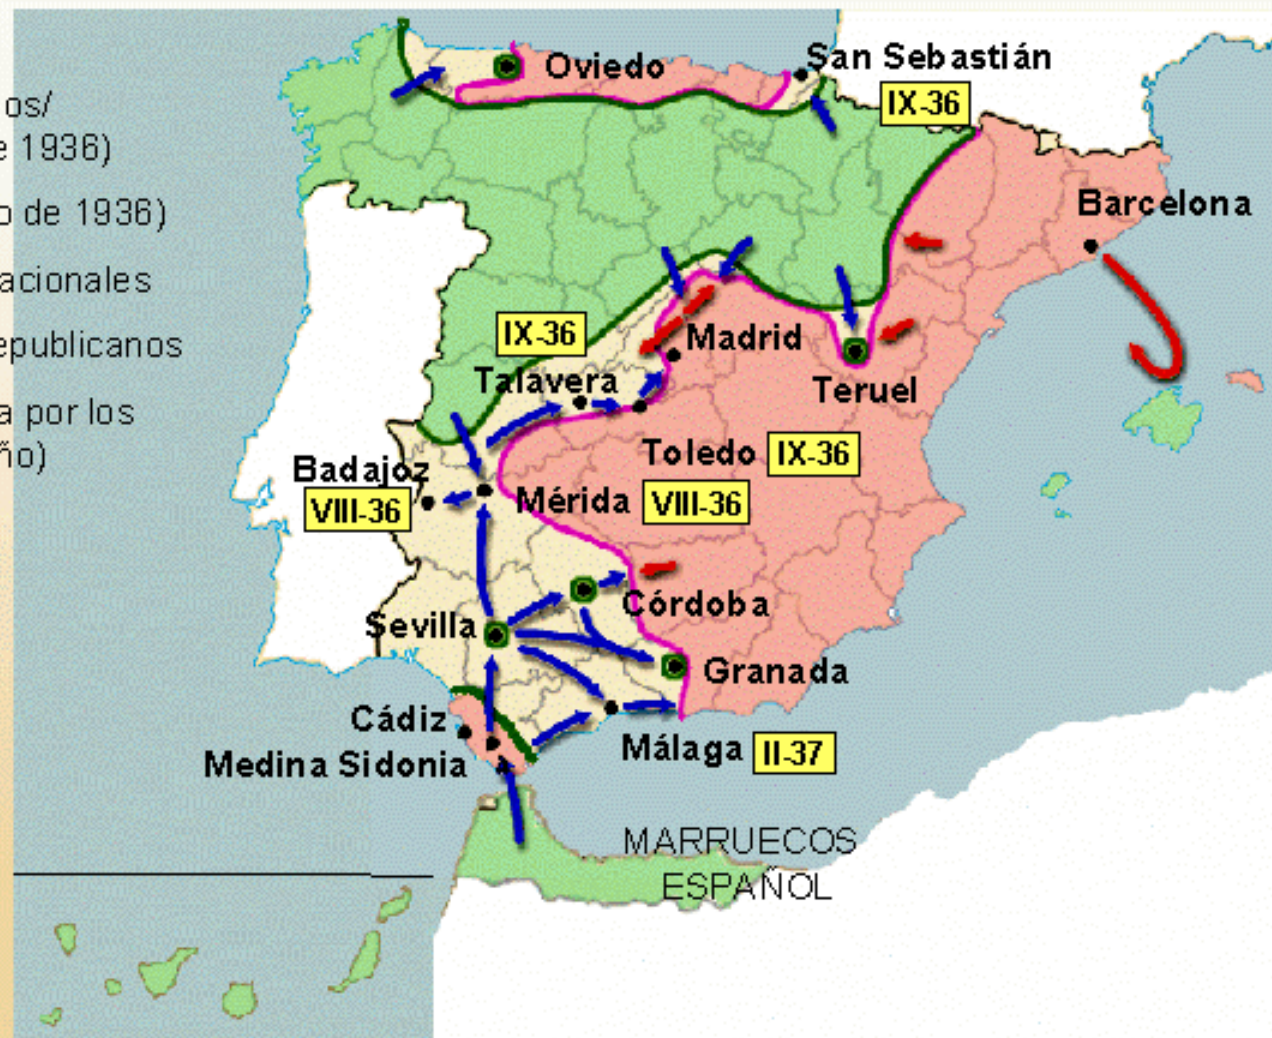 Oviedo
San Sebastián
IX-36
os/
e 1936)
o de 1936)
acionales
epublicanos
a por los
ño)
Barcelona
IX-36
Madrid
Talavera
Teruel
Toledo IX-36
Badajoz
VIII-36
Mérida VIII-36
Córdoba
Sevilla
Granada
Cádiz
Málaga II-37
Medina Sidonia
MARRUECOS
ESPAÑOL